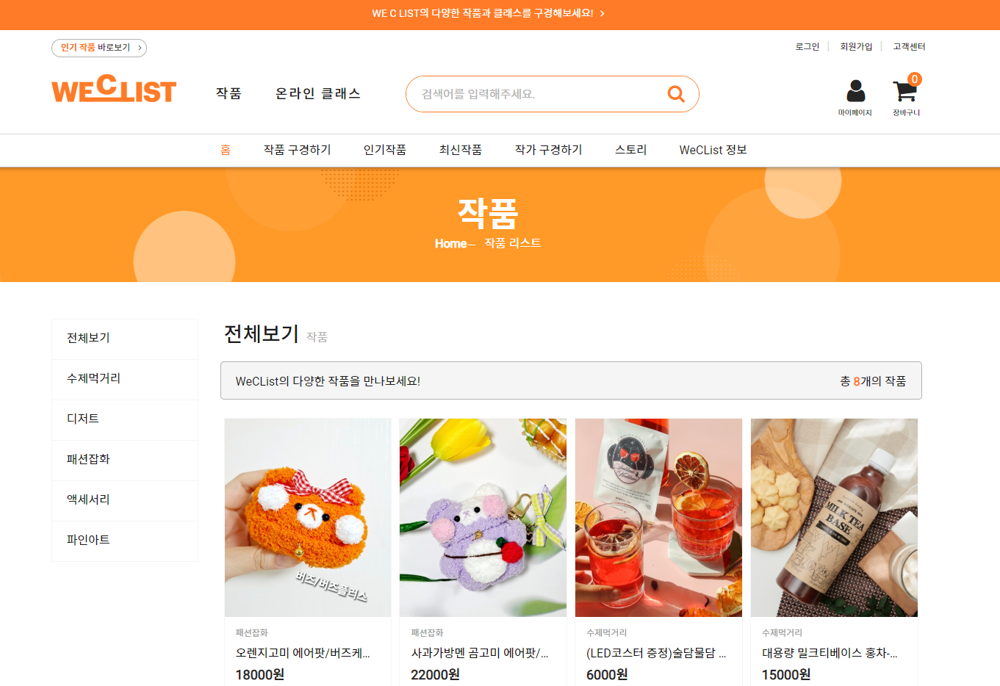 WE C LIST의 다양한 작품과 클래스를 구경해보세요! >
인기 작품 바로보기 >
로그인 | 회원가입 | 고객센터
WECLIST
작품
온라인 클래스
검색어를 입력해주세요.
0
마이페이지
장바구니
홈 작품 구경하기 인기작품 최신작품 작가 구경하기 스토리 WeCList 정보
작품
Home – 작품 리스트
전체보기
수제먹거리
디저트
패션잡화
액세서리
파인아트
전체보기 작품
WeCList의 다양한 작품을 만나보세요!
총 8개의 작품
버즈/버즈플러스
MILK TEA
BASE
패션잡화
오렌지고미 에어팟/버즈케...
18000원
패션잡화
사과가방멘 곰고미 에어팟/...
22000원
수제먹거리
(LED코스터 증정)술담물담 ...
6000원
수제먹거리
대용량 밀크티베이스 홍차-...
15000원